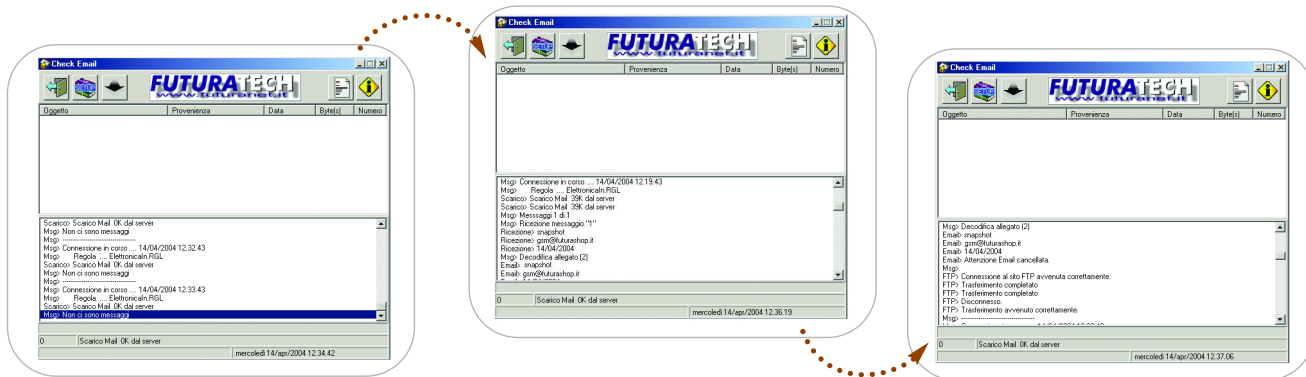 Check Email
SETUP
FUTURATECH
www.futuranet.it
Oggetto Provenienza Data Byte(s) Numero
Scarico> Scarico Mail 0K dal server
Msg> Non ci sono messaggi
Msg> --------------------------------
Msg> Connessione in corso .... 14/04/2004 12.32.43
Msg> Regola .... ElettronicaIn.RGL
Scarico> Scarico Mail 0K dal server
Msg> Non ci sono messaggi
Msg> --------------------------------
Msg> Connessione in corso .... 14/04/2004 12.33.43
Msg> Regola .... ElettronicaIn.RGL
Scarico> Scarico Mail 0K dal server
Msg> Non ci sono messaggi
0 Scarico Mail 0K dal server
mercoledì 14/apr/2004 12.34.42
Check Email
SETUP
FUTURATECH
www.futuranet.it
Oggetto Provenienza Data Byte(s) Numero
Msg> Connessione in corso .... 14/04/2004 12.19.43
Msg> Regola .... ElettronicaIn.RGL
Scarico> Scarico Mail 39K dal server
Scarico> Scarico Mail 39K dal server
Msg> Messsaggi 1 di 1
Msg> Ricezione messaggio "1"
Ricezione> snapshot
Ricezione> gsm@futurashop.it
Ricezione> 14/04/2004
Msg> Decodifica allegato (2)
Email> snapshot
Email> gsm@futurashop.it
0 Scarico Mail 0K dal server
mercoledì 14/apr/2004 12.36.19
Check Email
SETUP
FUTURATECH
www.futuranet.it
Oggetto Provenienza Data Byte(s) Numero
Msg> Decodifica allegato (2)
Email> snapshot
Email> gsm@futurashop.it
Email> 14/04/2004
Email> Attenzione Email cancellata.
Msg>
FTP> Connessione al sito FTP avvenuta correttamente.
FTP> Trasferimento completato
FTP> Trasferimento completato
FTP> Disconnesso.
FTP> Trasferimento avvenuto correttamente.
Msg> --------------------------------
0 Scarico Mail 0K dal server
mercoledì 14/apr/2004 12.37.06